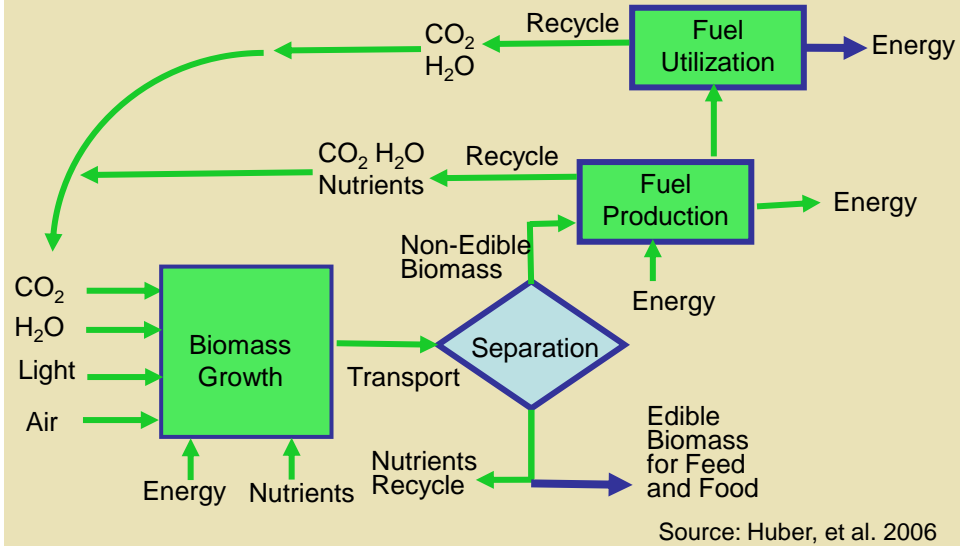 CO₂
H₂O
Recycle
Fuel
Utilization
Energy
CO₂ H₂O
Nutrients
Recycle
Fuel
Production
Energy
Non-Edible
Biomass
Energy
CO₂
H₂O
Light
Air
Biomass
Growth
Transport
Separation
Energy
Nutrients
Nutrients
Recycle
Edible
Biomass
for Feed
and Food
Source: Huber, et al. 2006